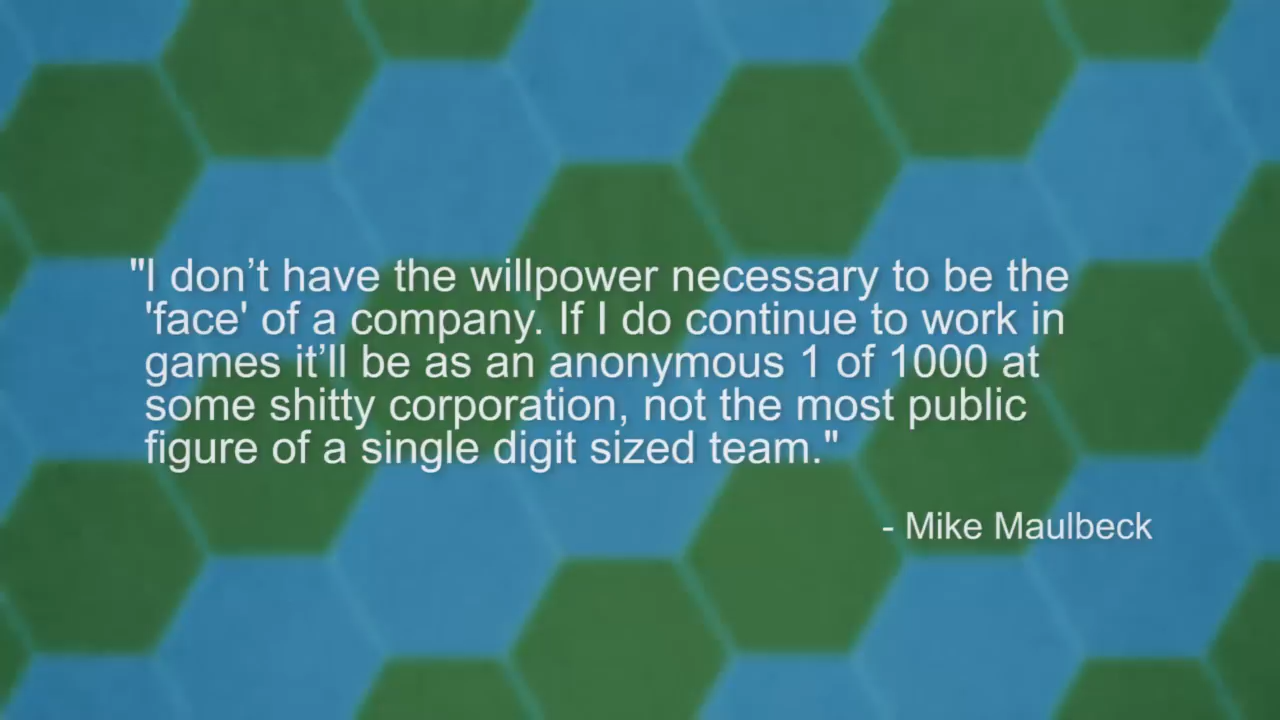 "I don’t have the willpower necessary to be the
'face' of a company. If I do continue to work in
games it’ll be as an anonymous 1 of 1000 at
some shitty corporation, not the most public
figure of a single digit sized team."
- Mike Maulbeck